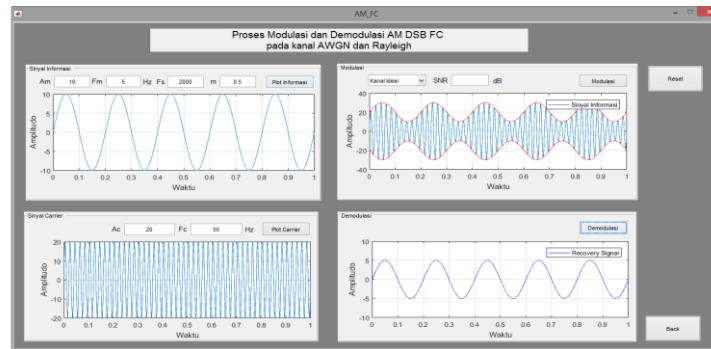 AM_FC
Proses Modulasi dan Demodulasi AM DSB FC
pada kanal AWGN dan Rayleigh
Sinyal Informasi
Am 10 Fm 5 Hz Fs 2000 m 0.5 Plot Informasi
10
5
0
-5
-10
Amplitudo
0 0.1 0.2 0.3 0.4 0.5 0.6 0.7 0.8 0.9 1
Waktu
Modulasi
Kanal Ideal SNR dB Modulasi
40
20
0
-20
-40
Amplitudo
Sinyal Informasi
0 0.1 0.2 0.3 0.4 0.5 0.6 0.7 0.8 0.9 1
Waktu
Reset
Sinyal Carrier
Ac 20 Fc 50 Hz Plot Carrier
20
10
0
-10
-20
Amplitudo
0 0.1 0.2 0.3 0.4 0.5 0.6 0.7 0.8 0.9 1
Waktu
Demodulasi
Demodulasi
10
5
0
-5
-10
Amplitudo
Recovery Signal
0 0.1 0.2 0.3 0.4 0.5 0.6 0.7 0.8 0.9 1
Waktu
Back